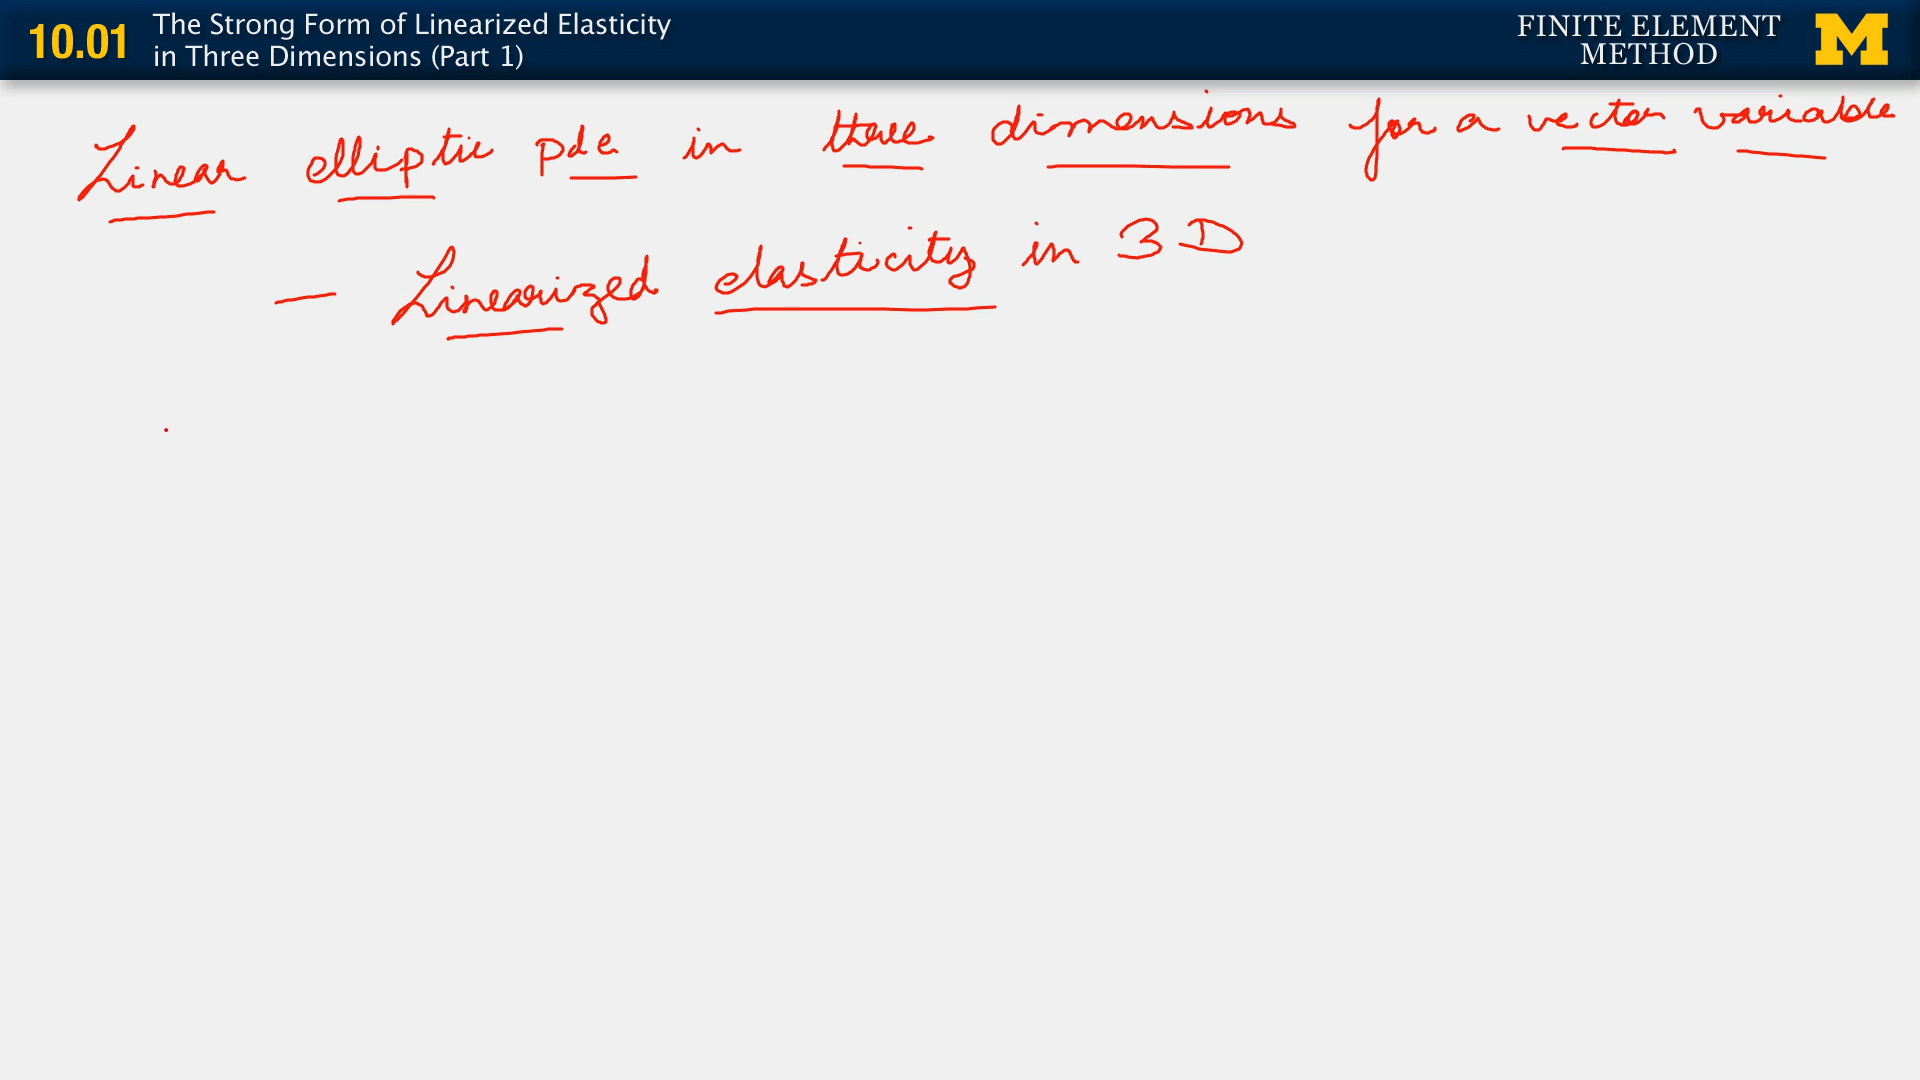 10.01
The Strong Form of Linearized Elasticity
in Three Dimensions (Part 1)
FINITE ELEMENT
METHOD
M
Linear elliptic pde in three dimensions for a vector variable
— Linearized elasticity in 3D